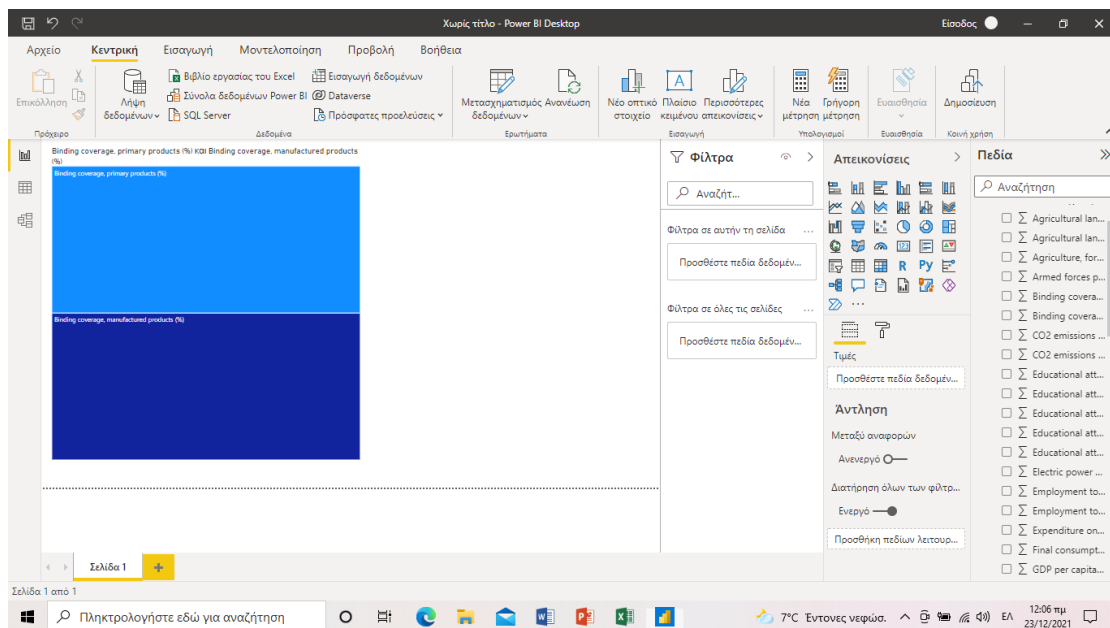 Χωρίς τίτλο - Power BI Desktop
Είσοδος
Αρχείο Κεντρική Εισαγωγή Μοντελοποίηση Προβολή Βοήθεια
Επικόλληση
Πρόχειρο
Λήψη δεδομένων
Βιβλίο εργασίας του Excel
Σύνολα δεδομένων Power BI
SQL Server
Εισαγωγή δεδομένων
Dataverse
Πρόσφατες προελεύσεις
Δεδομένα
Μετασχηματισμός δεδομένων
Ανανέωση
Ερωτήματα
Νέο οπτικό στοιχείο
Πλαίσιο κειμένου
Περισσότερες απεικονίσεις
Εισαγωγή
Νέα μέτρηση
Γρήγορη μέτρηση
Υπολογισμοί
Ευαισθησία
Ευαισθησία
Δημοσίευση
Κοινή χρήση
Binding coverage, primary products (%) και Binding coverage, manufactured products
(%)
Binding coverage, primary products (%)
Binding coverage, manufactured products (%)
Φίλτρα
Αναζήτ...
Φίλτρα σε αυτήν τη σελίδα ...
Προσθέστε πεδία δεδομέν...
Φίλτρα σε όλες τις σελίδες ...
Προσθέστε πεδία δεδομέν...
Απεικονίσεις
123
R Py
...
Τιμές
Προσθέστε πεδία δεδομέν...
Άντληση
Μεταξύ αναφορών
Ανενεργό
Διατήρηση όλων των φίλτρ...
Ενεργό
Προσθήκη πεδίων λειτουρ...
Πεδία
Αναζήτηση
Agricultural lan...
Agricultural lan...
Agriculture, for...
Armed forces p...
Binding covera...
Binding covera...
CO2 emissions ...
CO2 emissions ...
Educational att...
Educational att...
Educational att...
Educational att...
Educational att...
Electric power ...
Employment to...
Employment to...
Expenditure on...
Final consumpt...
GDP per capita...
Σελίδα 1
Σελίδα 1 από 1
Πληκτρολογήστε εδώ για αναζήτηση
7°C Έντονες νεφώσ.
ΕΛ
12:06 πμ
23/12/2021